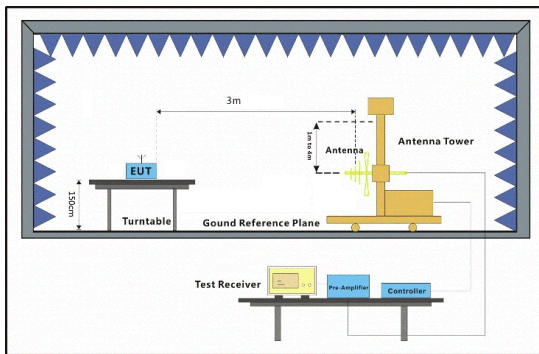 3m
1m to 4m
Antenna
Antenna Tower
EUT
150cm
Turntable
Gound Reference Plane
Test Receiver
Pre-Amplifier
Controller